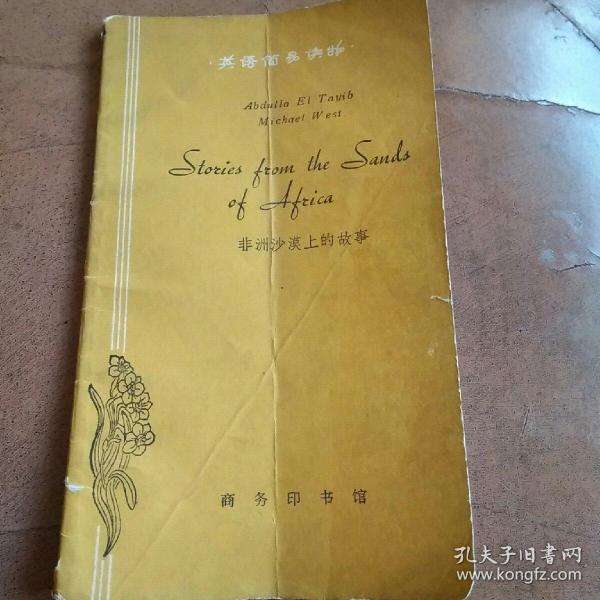 英语简易读物
Abdulla El Tayib
Michael West
Stories from the Sands
of Africa
非洲沙漠上的故事
商务印书馆
孔夫子旧书网
www.kongfz.com